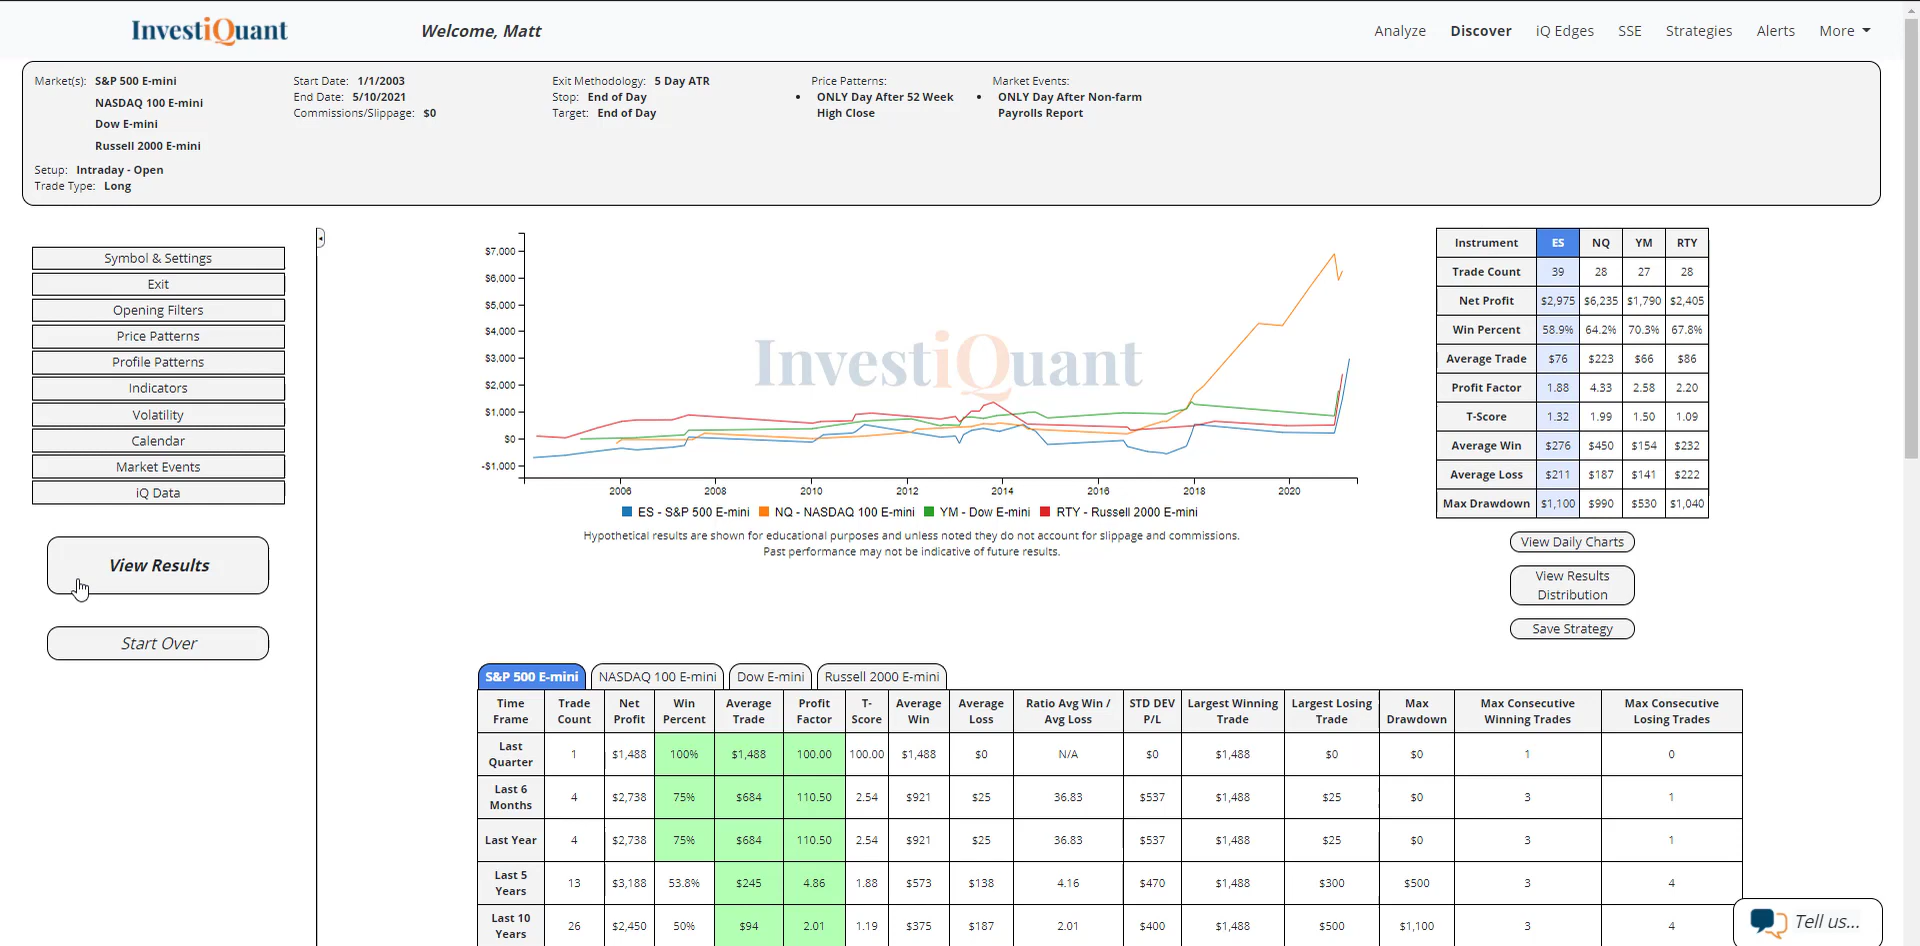 InvestiQuant
Welcome, Matt
Analyze Discover iQ Edges SSE Strategies Alerts More
Market(s): S&P 500 E-mini
NASDAQ 100 E-mini
Dow E-mini
Russell 2000 E-mini
Setup: Intraday - Open
Trade Type: Long
Start Date: 1/1/2003
End Date: 5/10/2021
Commissions/Slippage: $0
Exit Methodology: 5 Day ATR
Stop: End of Day
Target: End of Day
Price Patterns:
• ONLY Day After 52 Week
High Close
Market Events:
• ONLY Day After Non-farm
Payrolls Report
Symbol & Settings
Exit
Opening Filters
Price Patterns
Profile Patterns
Indicators
Volatility
Calendar
Market Events
iQ Data
View Results
Start Over
$7,000
$6,000
$5,000
$4,000
$3,000
$2,000
$1,000
$0
-$1,000
InvestiQuant
2006 2008 2010 2012 2014 2016 2018 2020
ES - S&P 500 E-mini NQ - NASDAQ 100 E-mini YM - Dow E-mini RTY - Russell 2000 E-mini
Hypothetical results are shown for educational purposes and unless noted they do not account for slippage and commissions.
Past performance may not be indicative of future results.
Instrument ES NQ YM RTY
Trade Count 39 28 27 28
Net Profit $2,975 $6,235 $1,790 $2,405
Win Percent 58.9% 64.2% 70.3% 67.8%
Average Trade $76 $223 $66 $86
Profit Factor 1.88 4.33 2.58 2.20
T-Score 1.32 1.99 1.50 1.09
Average Win $276 $450 $154 $232
Average Loss $211 $187 $141 $222
Max Drawdown $1,100 $990 $530 $1,040
View Daily Charts
View Results
Distribution
Save Strategy
S&P 500 E-mini NASDAQ 100 E-mini Dow E-mini Russell 2000 E-mini
Time Trade Net Win Average Profit T- Average Average Ratio Avg Win / STD DEV Largest Winning Largest Losing Max Max Consecutive Max Consecutive
Frame Count Profit Percent Trade Factor Score Win Loss Avg Loss P/L Trade Trade Drawdown Winning Trades Losing Trades
Last
Quarter 1 $1,488 100% $1,488 100.00 100.00 $1,488 $0 N/A $0 $1,488 $0 $0 1 0
Last 6
Months 4 $2,738 75% $684 110.50 2.54 $921 $25 36.83 $537 $1,488 $25 $0 3 1
Last Year 4 $2,738 75% $684 110.50 2.54 $921 $25 36.83 $537 $1,488 $25 $0 3 1
Last 5
Years 13 $3,188 53.8% $245 4.86 1.88 $573 $138 4.16 $470 $1,488 $300 $500 3 4
Last 10
Years 26 $2,450 50% $94 2.01 1.19 $375 $187 2.01 $400 $1,488 $500 $1,100 3 4
Tell us...